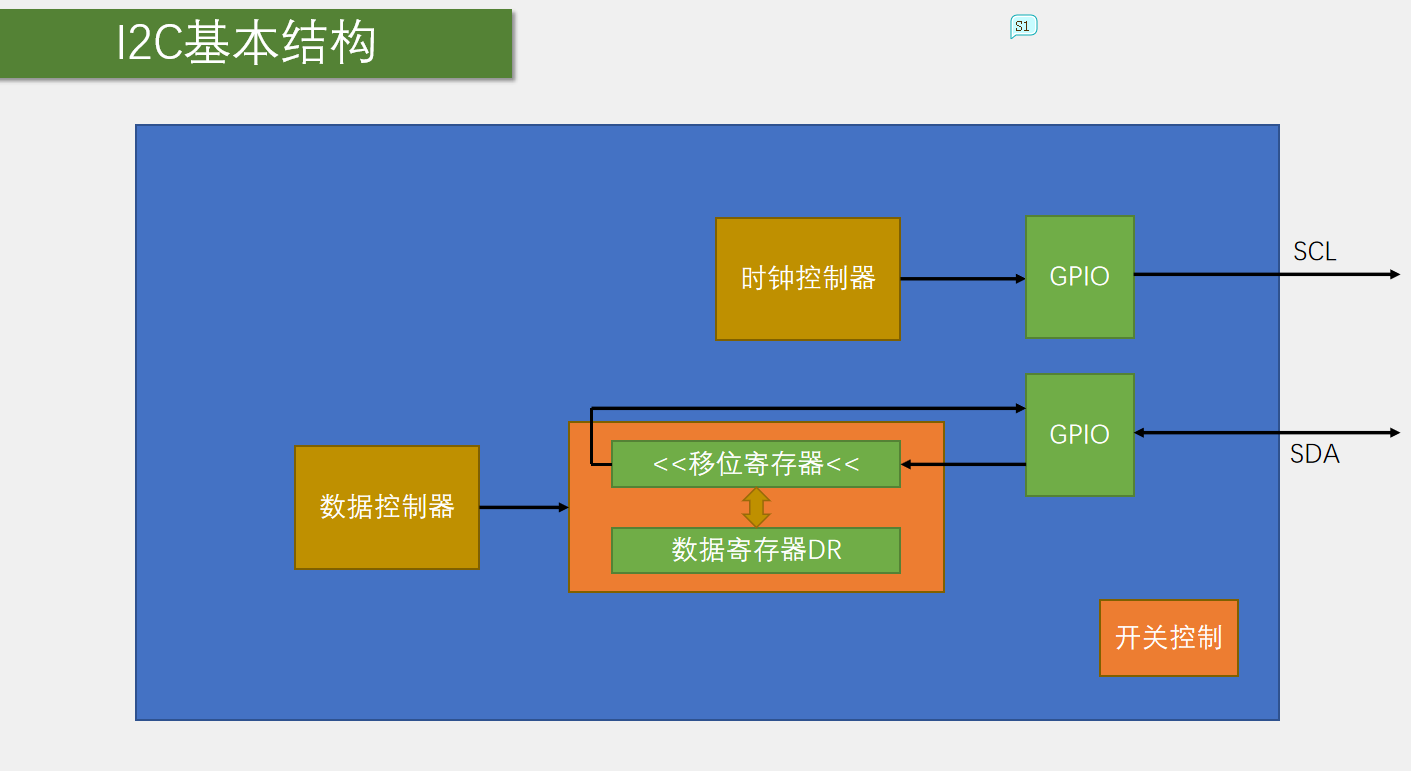 I2C基本结构
S1
时钟控制器
GPIO
SCL
GPIO
SDA
<<移位寄存器<<
数据控制器
数据寄存器DR
开关控制